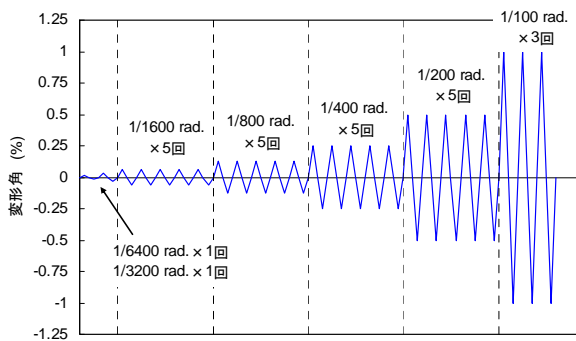 1.25
1
0.75
0.5
0.25
0
-0.25
-0.5
-0.75
-1
-1.25
変形角 (%)
1/6400 rad. × 1回
1/3200 rad. × 1回
1/1600 rad.
×5回
1/800 rad.
×5回
1/400 rad.
×5回
1/200 rad.
×5回
1/100 rad.
×3回